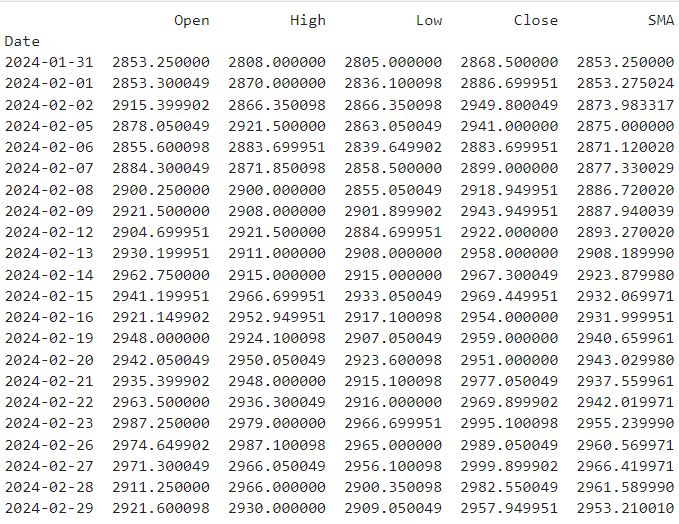 Open High Low Close SMA
Date
2024-01-31 2853.250000 2808.000000 2805.000000 2868.500000 2853.250000
2024-02-01 2853.300049 2870.000000 2836.100098 2886.699951 2853.275024
2024-02-02 2915.399902 2866.350098 2866.350098 2949.800049 2873.983317
2024-02-05 2878.050049 2921.500000 2863.050049 2941.000000 2875.000000
2024-02-06 2855.600098 2883.699951 2839.649902 2883.699951 2871.120020
2024-02-07 2884.300049 2871.850098 2858.500000 2899.000000 2877.330029
2024-02-08 2900.250000 2900.000000 2855.050049 2918.949951 2886.720020
2024-02-09 2921.500000 2908.000000 2901.899902 2943.949951 2887.940039
2024-02-12 2904.699951 2921.500000 2884.699951 2922.000000 2893.270020
2024-02-13 2930.199951 2911.000000 2908.000000 2958.000000 2908.189990
2024-02-14 2962.750000 2915.000000 2915.000000 2967.300049 2923.879980
2024-02-15 2941.199951 2966.699951 2933.050049 2969.449951 2932.069971
2024-02-16 2921.149902 2952.949951 2917.100098 2954.000000 2931.999951
2024-02-19 2948.000000 2924.100098 2907.050049 2959.000000 2940.659961
2024-02-20 2942.050049 2950.050049 2923.600098 2951.000000 2943.029980
2024-02-21 2935.399902 2948.000000 2915.100098 2977.050049 2937.559961
2024-02-22 2963.500000 2936.300049 2916.000000 2969.899902 2942.019971
2024-02-23 2987.250000 2979.000000 2966.699951 2995.100098 2955.239990
2024-02-26 2974.649902 2987.100098 2965.000000 2989.050049 2960.569971
2024-02-27 2971.300049 2966.050049 2956.100098 2999.899902 2966.419971
2024-02-28 2911.250000 2966.000000 2900.350098 2982.550049 2961.589990
2024-02-29 2921.600098 2930.000000 2909.050049 2957.949951 2953.210010